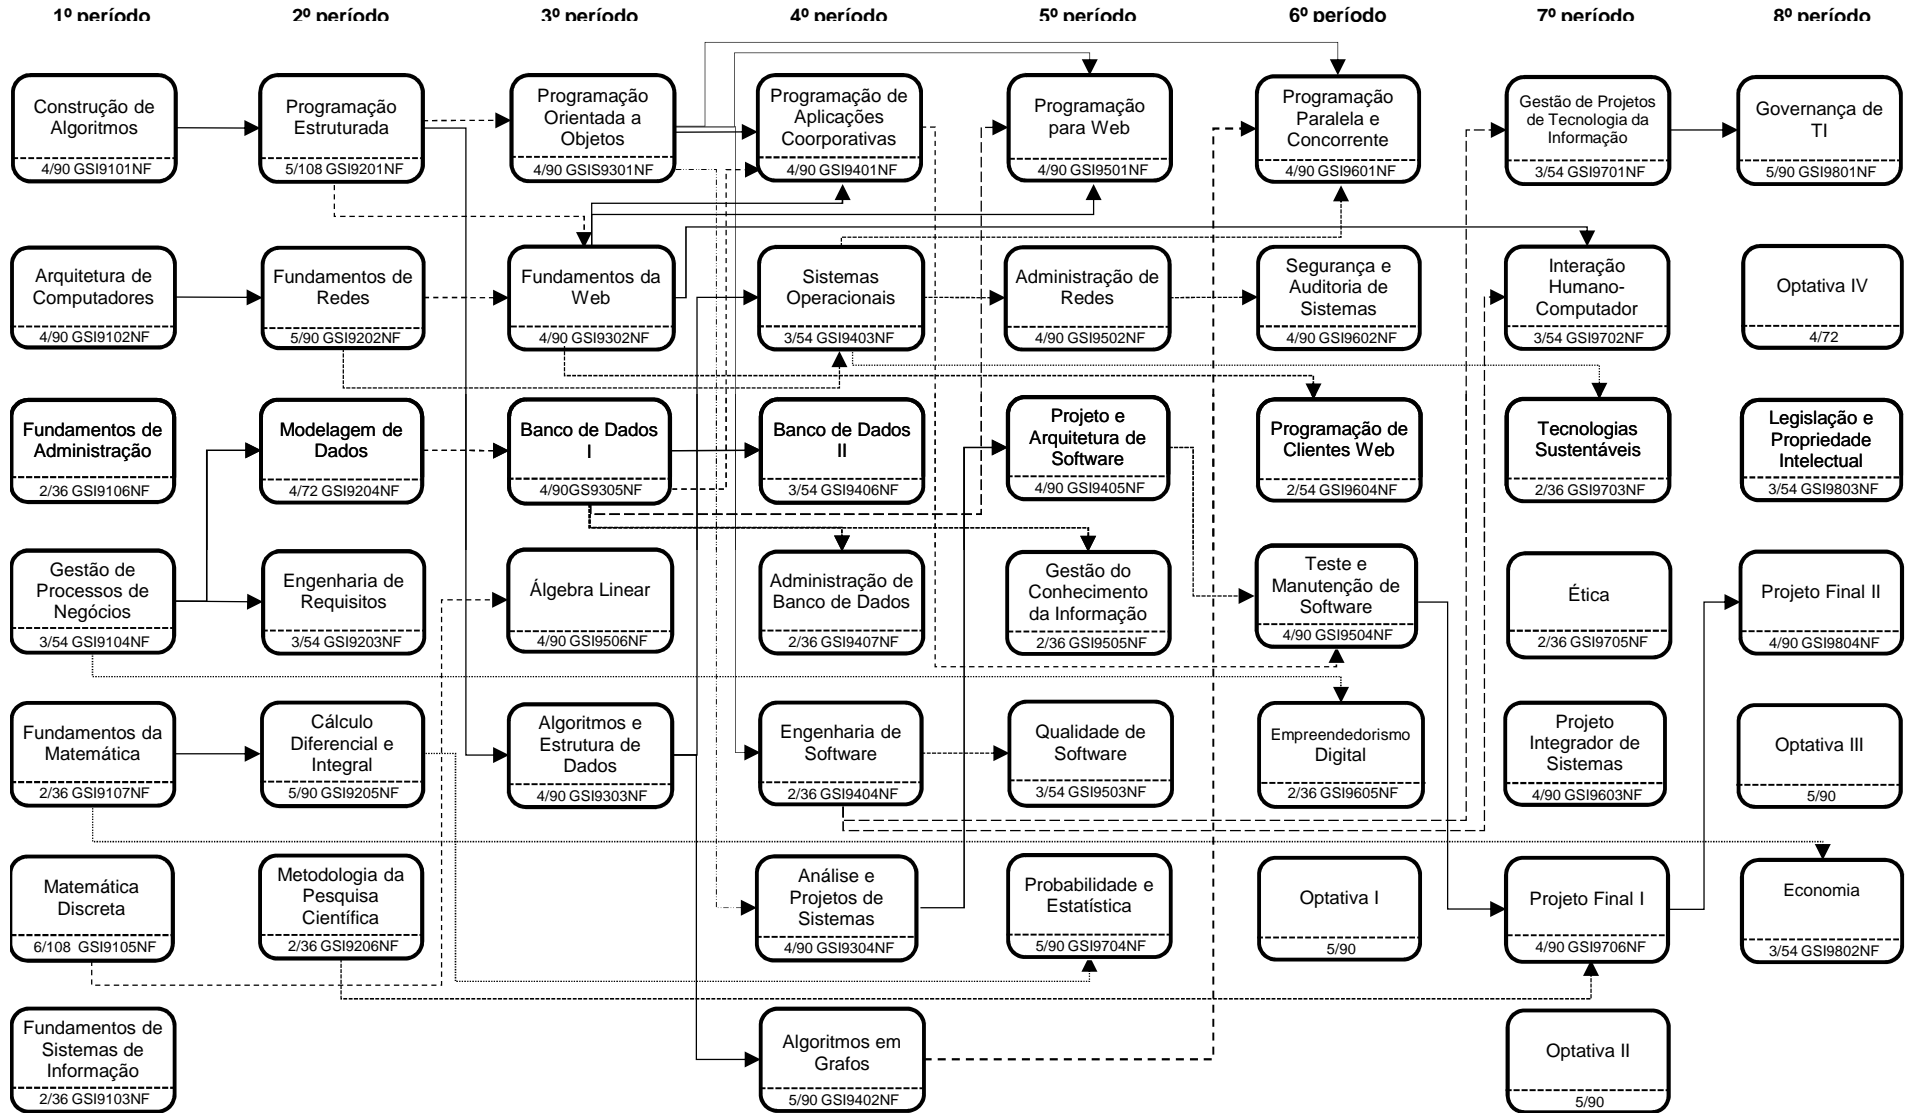 1º período
2º período
3º período
4º período
5º período
6º período
7º período
8º período
Construção de
Algoritmos
4/90 GSI9101NF
Programação
Estruturada
5/108 GSI9201NF
Programação
Orientada a
Objetos
4/90 GSIS9301NF
Programação de
Aplicações
Coorporativas
4/90 GSI9401NF
Programação
para Web
4/90 GSI9501NF
Programação
Paralela e
Concorrente
4/90 GSI9601NF
Gestão de Projetos
de Tecnologia da
Informação
3/54 GSI9701NF
Governança de
TI
5/90 GSI9801NF
Arquitetura de
Computadores
4/90 GSI9102NF
Fundamentos de
Redes
5/90 GSI9202NF
Fundamentos da
Web
4/90 GSI9302NF
Sistemas
Operacionais
3/54 GSI9403NF
Administração de
Redes
4/90 GSI9502NF
Segurança e
Auditoria de
Sistemas
4/90 GSI9602NF
Interação
Humano-
Computador
3/54 GSI9702NF
Optativa IV
4/72
Fundamentos de
Administração
2/36 GSI9106NF
Modelagem de
Dados
4/72 GSI9204NF
Banco de Dados
I
4/90GS9305NF
Banco de Dados
II
3/54 GSI9406NF
Projeto e
Arquitetura de
Software
4/90 GSI9405NF
Programação de
Clientes Web
2/54 GSI9604NF
Tecnologias
Sustentáveis
2/36 GSI9703NF
Legislação e
Propriedade
Intelectual
3/54 GSI9803NF
Gestão de
Processos de
Negócios
3/54 GSI9104NF
Engenharia de
Requisitos
3/54 GSI9203NF
Álgebra Linear
4/90 GSI9506NF
Administração de
Banco de Dados
2/36 GSI9407NF
Gestão do
Conhecimento
da Informação
2/36 GSI9505NF
Teste e
Manutenção de
Software
4/90 GSI9504NF
Ética
2/36 GSI9705NF
Projeto Final II
4/90 GSI9804NF
Fundamentos da
Matemática
2/36 GSI9107NF
Cálculo
Diferencial e
Integral
5/90 GSI9205NF
Algoritmos e
Estrutura de
Dados
4/90 GSI9303NF
Engenharia de
Software
2/36 GSI9404NF
Qualidade de
Software
3/54 GSI9503NF
Empreendedorismo
Digital
2/36 GSI9605NF
Projeto
Integrador de
Sistemas
4/90 GSI9603NF
Optativa III
5/90
Matemática
Discreta
6/108 GSI9105NF
Metodologia da
Pesquisa
Científica
2/36 GSI9206NF
Análise e
Projetos de
Sistemas
4/90 GSI9304NF
Probabilidade e
Estatística
5/90 GSI9704NF
Optativa I
5/90
Projeto Final I
4/90 GSI9706NF
Economia
3/54 GSI9802NF
Fundamentos de
Sistemas de
Informação
2/36 GSI9103NF
Algoritmos em
Grafos
5/90 GSI9402NF
Optativa II
5/90